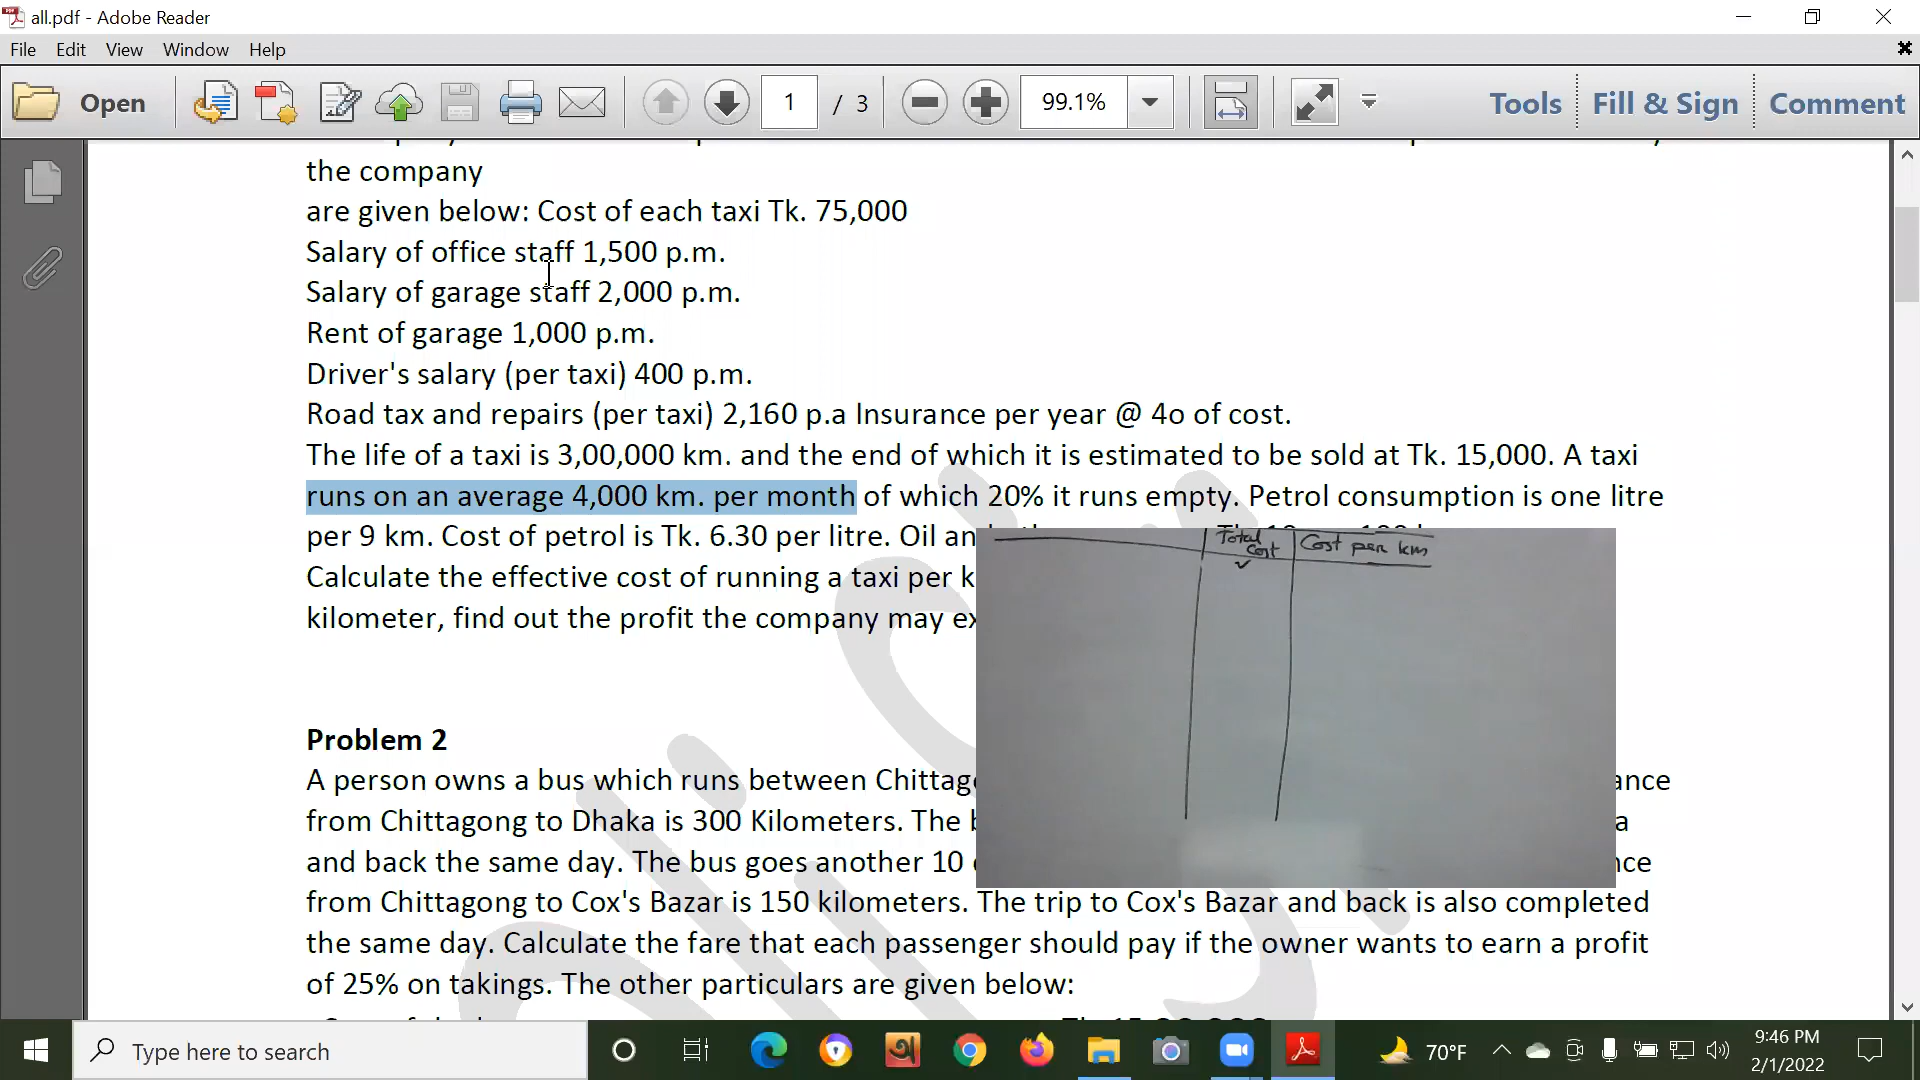 all.pdf - Adobe Reader
File Edit View Window Help
Open 1 / 3 99.1% Tools Fill & Sign Comment
the company
are given below: Cost of each taxi Tk. 75,000
Salary of office staff 1,500 p.m.
Salary of garage staff 2,000 p.m.
Rent of garage 1,000 p.m.
Driver's salary (per taxi) 400 p.m.
Road tax and repairs (per taxi) 2,160 p.a Insurance per year @ 4o of cost.
The life of a taxi is 3,00,000 km. and the end of which it is estimated to be sold at Tk. 15,000. A taxi
runs on an average 4,000 km. per month of which 20% it runs empty. Petrol consumption is one litre
per 9 km. Cost of petrol is Tk. 6.30 per litre. Oil an
Calculate the effective cost of running a taxi per k
kilometer, find out the profit the company may ex
Total Cost Cost per km
Problem 2
A person owns a bus which runs between Chittag ance
from Chittagong to Dhaka is 300 Kilometers. The b a
and back the same day. The bus goes another 10 nce
from Chittagong to Cox's Bazar is 150 kilometers. The trip to Cox's Bazar and back is also completed
the same day. Calculate the fare that each passenger should pay if the owner wants to earn a profit
of 25% on takings. The other particulars are given below:
Type here to search
70°F
9:46 PM
2/1/2022